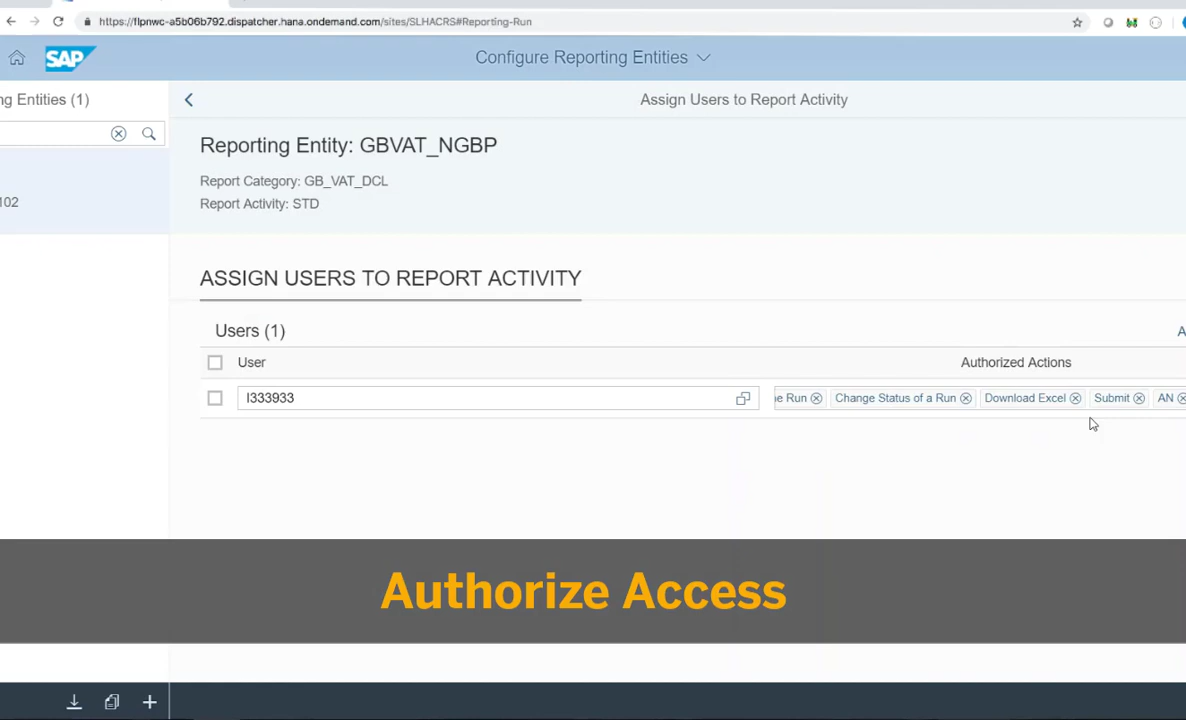 https://flpnwc-a5b06b792.dispatcher.hana.ondemand.com/sites/SLHACRS#Reporting-Run
SAP
Configure Reporting Entities
ng Entities (1)
Assign Users to Report Activity
Reporting Entity: GBVAT_NGBP
Report Category: GB_VAT_DCL
102
Report Activity: STD
ASSIGN USERS TO REPORT ACTIVITY
Users (1)
User Authorized Actions
I333933 e Run Change Status of a Run Download Excel Submit AN
Authorize Access